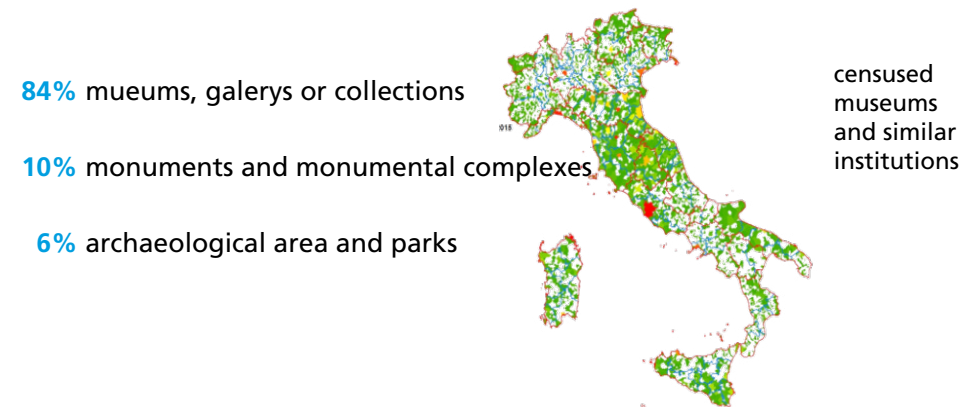 84% mueums, galerys or collections
10% monuments and monumental complexes
6% archaeological area and parks
censused
museums
and similar
institutions